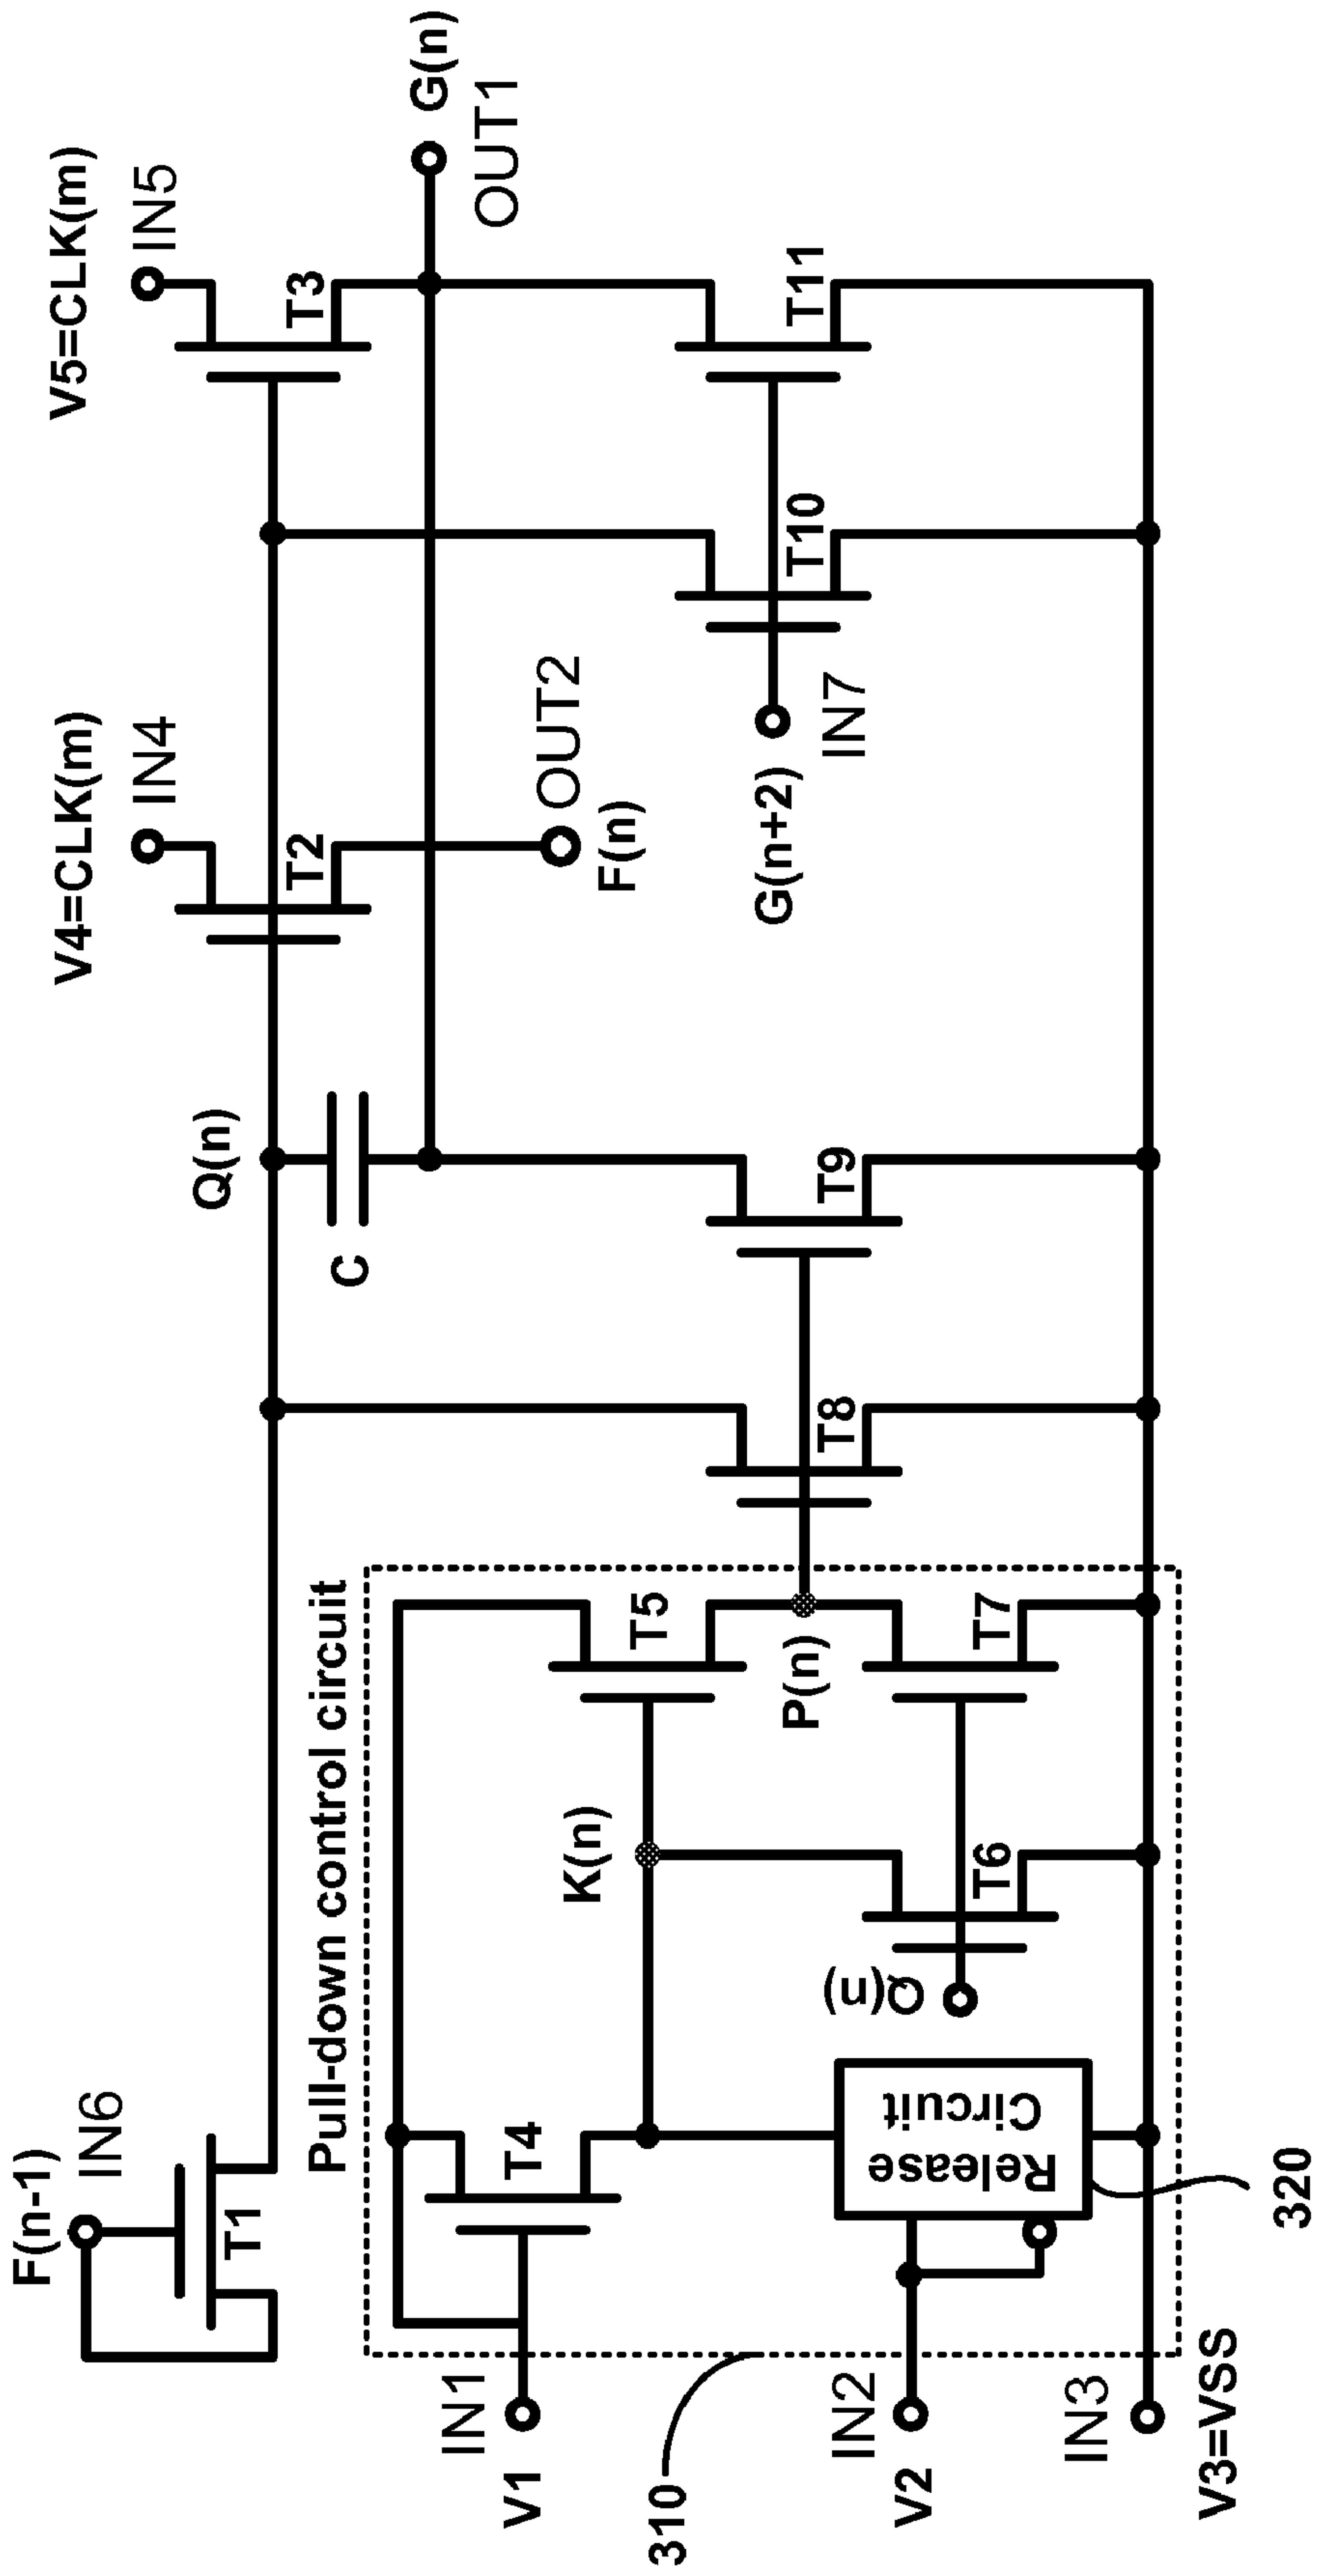 F(n-1)
IN6
T1
Q(n)
C
V4=CLK(m)
IN4
T2
OUT2
F(n)
V5=CLK(m)
IN5
T3
G(n)
OUT1
Pull-down control circuit
310
IN1
V1
T4
K(n)
T5
P(n)
T6
T7
Q(n)
Release
Circuit
320
IN2
V2
IN3
V3=VSS
T8
T9
G(n+2)
IN7
T10
T11